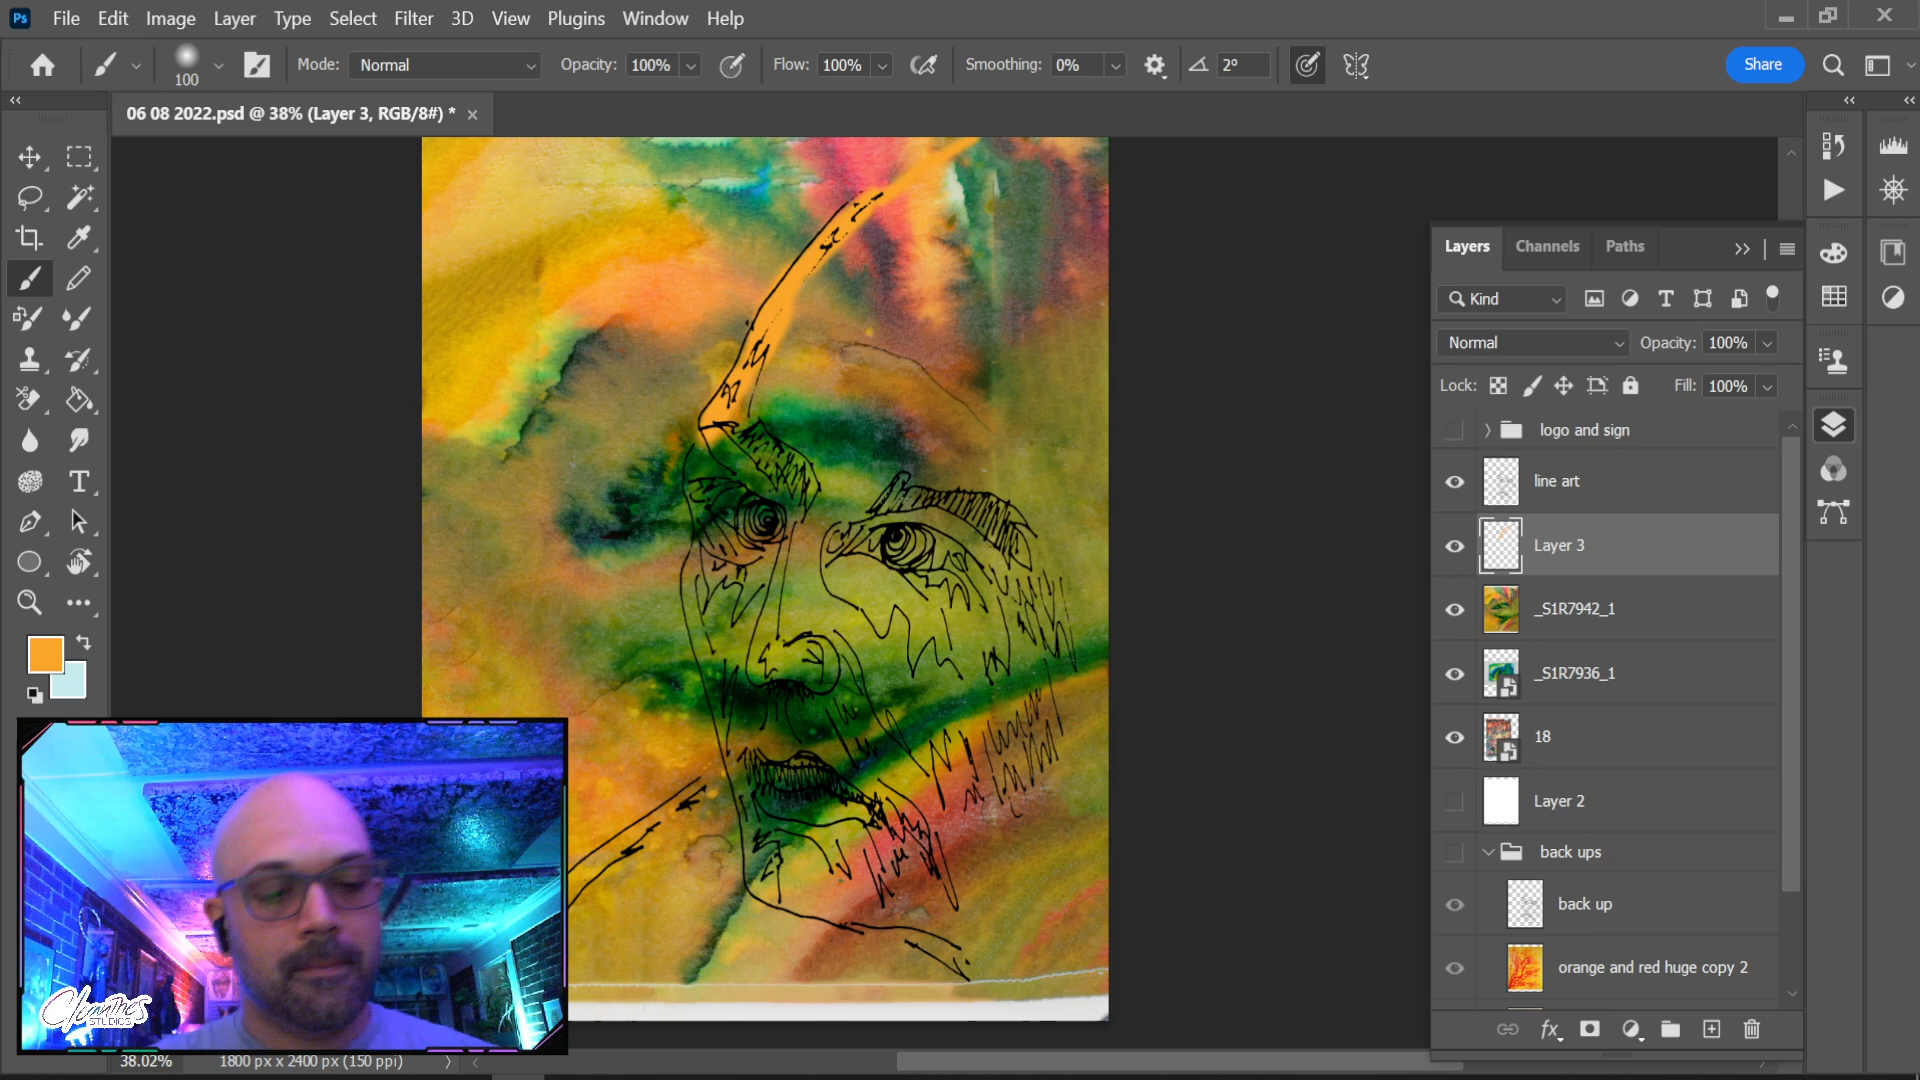 Ps File Edit Image Layer Type Select Filter 3D View Plugins Window Help
100 Mode: Normal Opacity: 100% Flow: 100% Smoothing: 0% 2° Share
06 08 2022.psd @ 38% (Layer 3, RGB/8#) *
Layers Channels Paths
Kind
Normal Opacity: 100%
Lock: Fill: 100%
logo and sign
line art
Layer 3
_S1R7942_1
_S1R7936_1
18
Layer 2
back ups
back up
orange and red huge copy 2
STUDIOS
38.02% 1800 px x 2400 px (150 ppi)